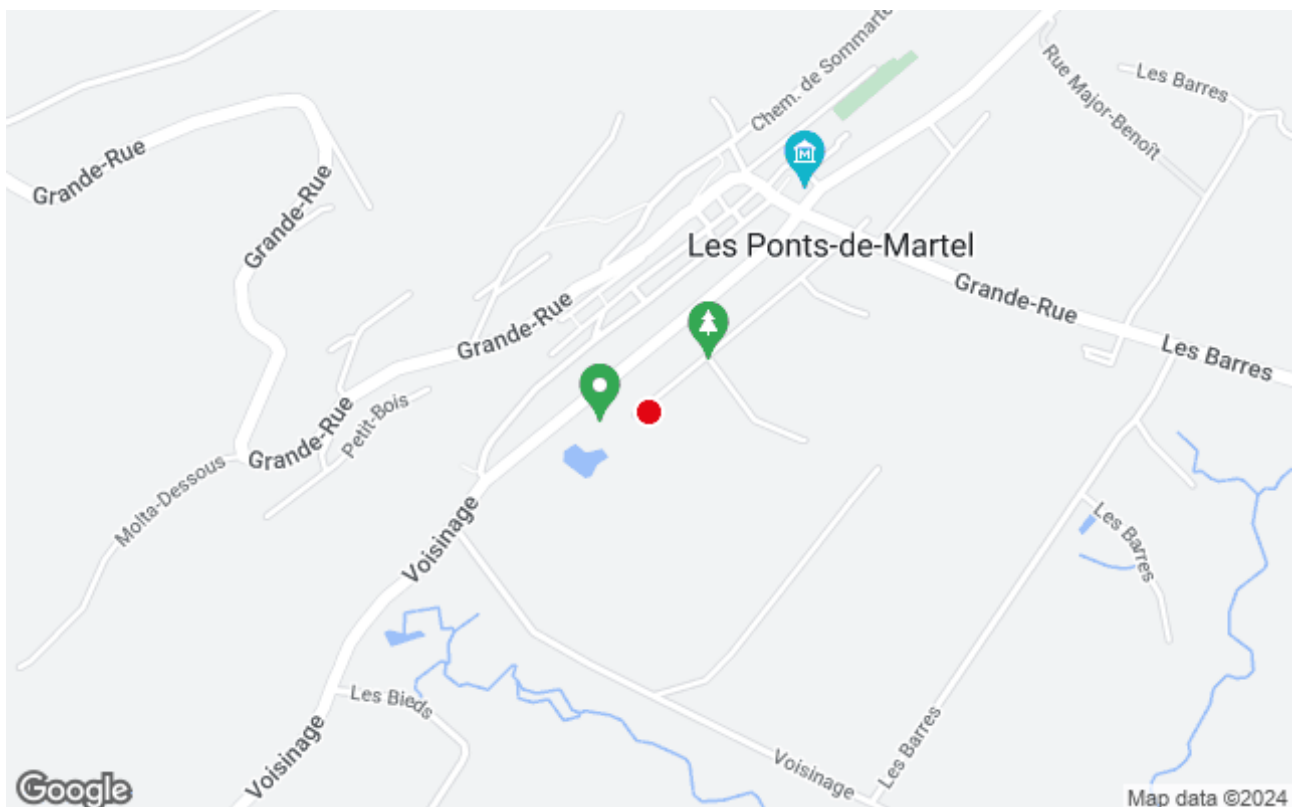 Chem. de Sommarte
Les Barres
Rue Major-Benoît
Grande-Rue
Grande-Rue
Les Ponts-de-Martel
Grande-Rue
Grande-Rue
Les Barres
Petit-Bois
Grande-Rue
Molta-Dessous
Voisinage
Les Barres
Les Bieds
Voisinage
Les Barres
Voisinage
Google
Map data ©2024